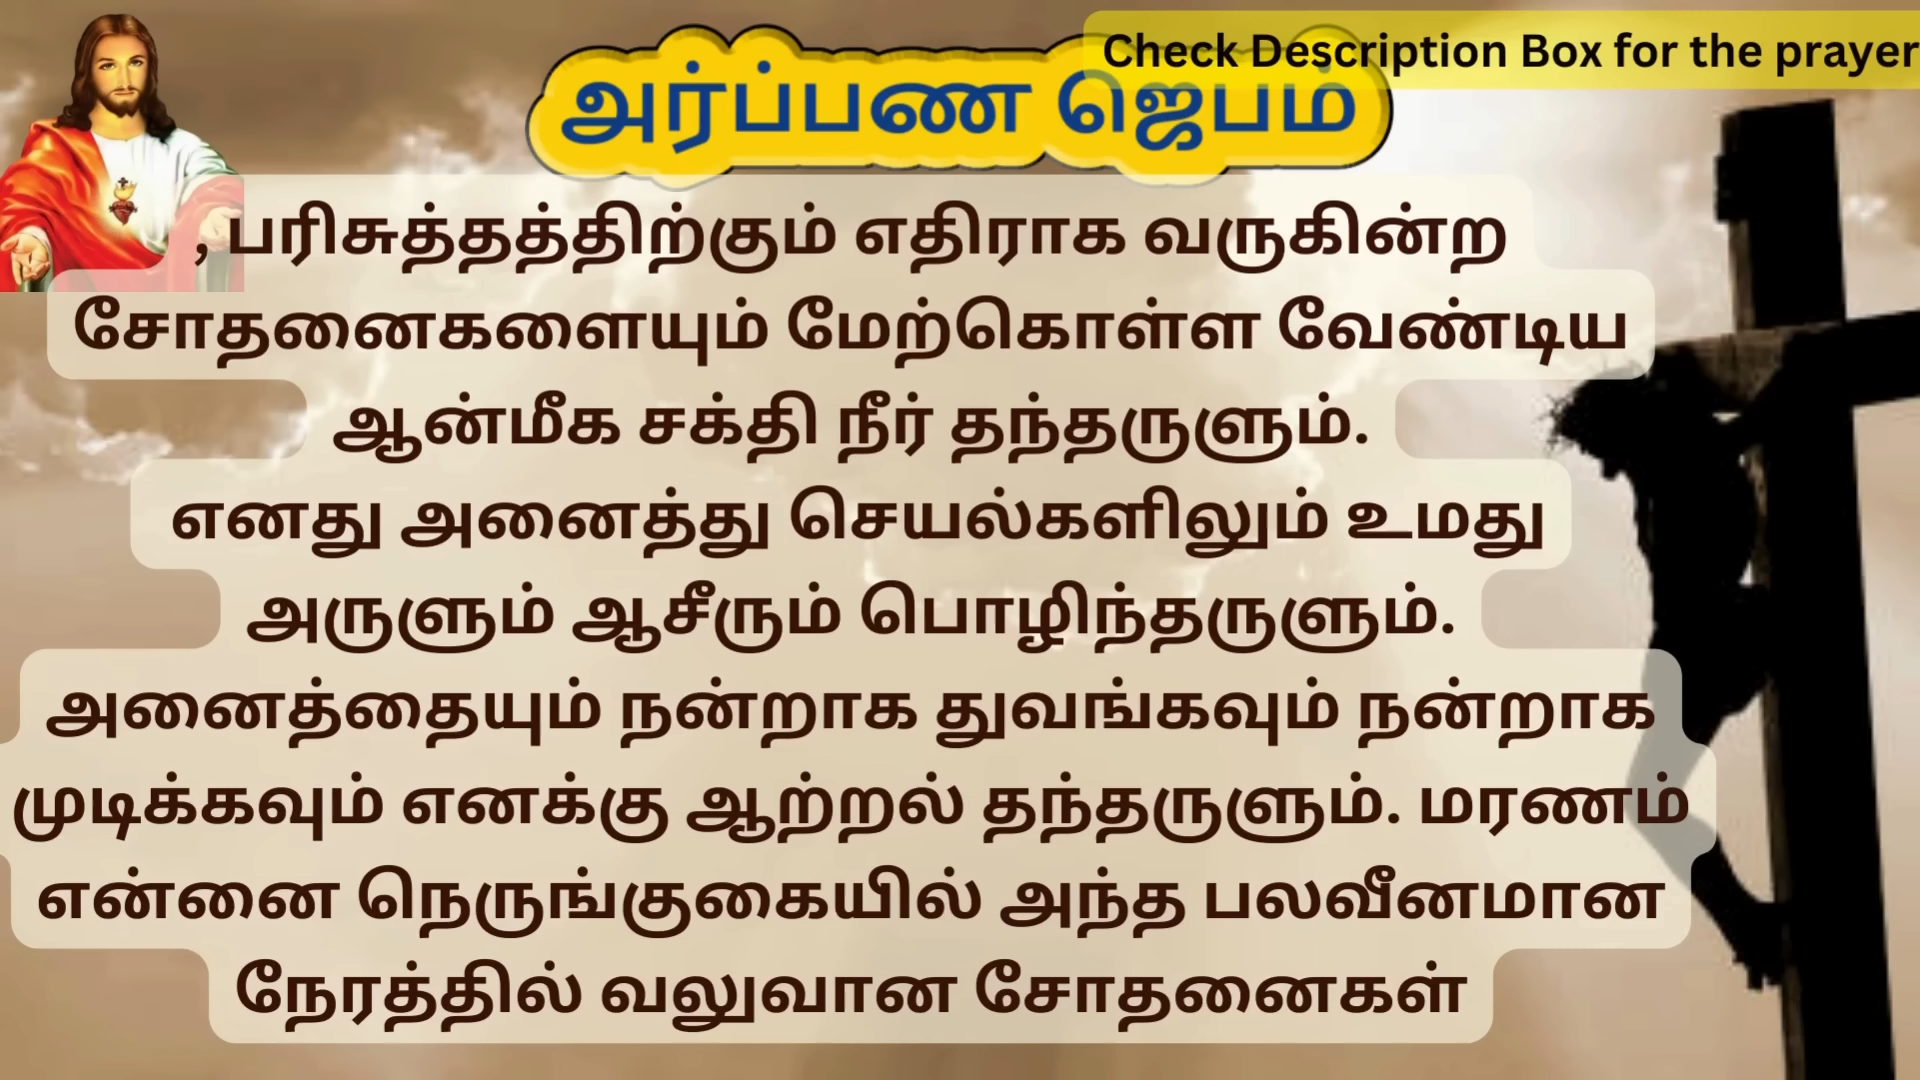 Check Description Box for the prayer
அர்ப்பண ஜெபம்
, பரிசுத்தத்திற்கும் எதிராக வருகின்ற
சோதனைகளையும் மேற்கொள்ள வேண்டிய
ஆன்மீக சக்தி நீர் தந்தருளும்.
எனது அனைத்து செயல்களிலும் உமது
அருளும் ஆசீரும் பொழிந்தருளும்.
அனைத்தையும் நன்றாக துவங்கவும் நன்றாக
முடிக்கவும் எனக்கு ஆற்றல் தந்தருளும். மரணம்
என்னை நெருங்குகையில் அந்த பலவீனமான
நேரத்தில் வலுவான சோதனைகள்